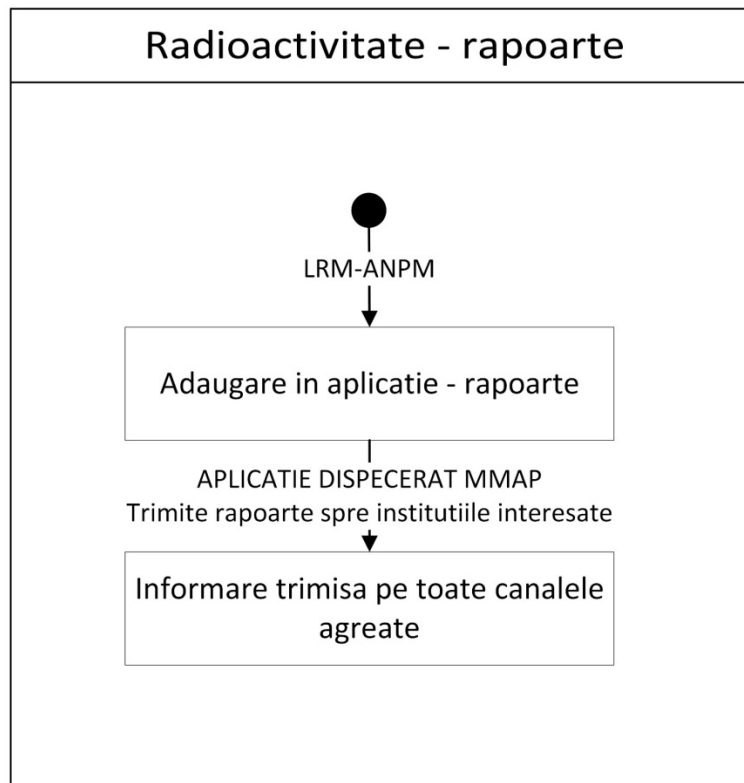 Radioactivitate - rapoarte
LRM-ANPM
Adaugare in aplicatie - rapoarte
APLICATIE DISPECERAT MMAP
Trimite rapoarte spre institutiile interesate
Informare trimisa pe toate canalele
agreate